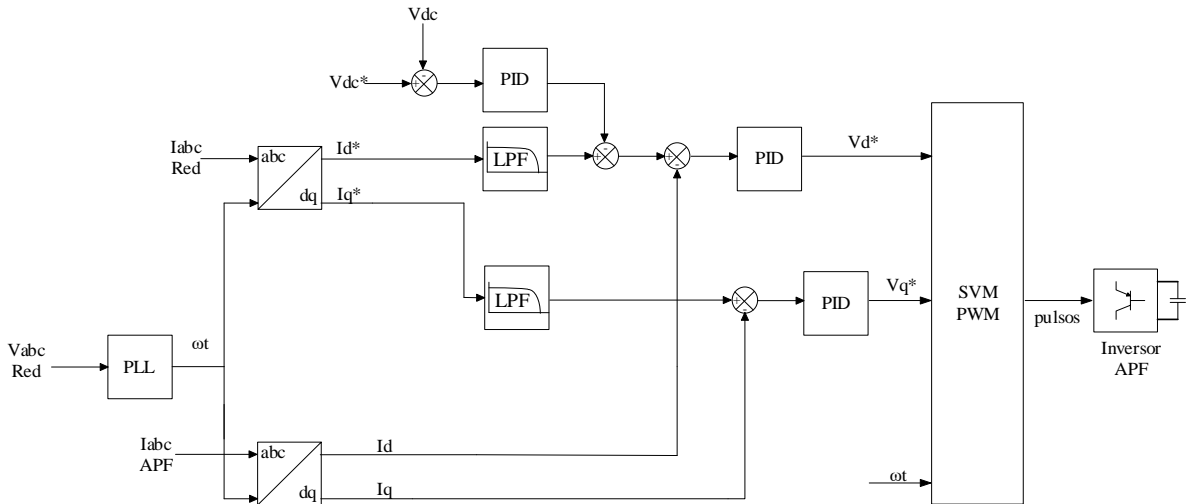 Vdc
Vdc*
PID
Iabc
Red
abc
dq
Id*
Iq*
LPF
PID
Vd*
LPF
PID
Vq*
SVM
PWM
pulsos
Inversor
APF
Vabc
Red
PLL
ωt
Iabc
APF
abc
dq
Id
Iq
ωt